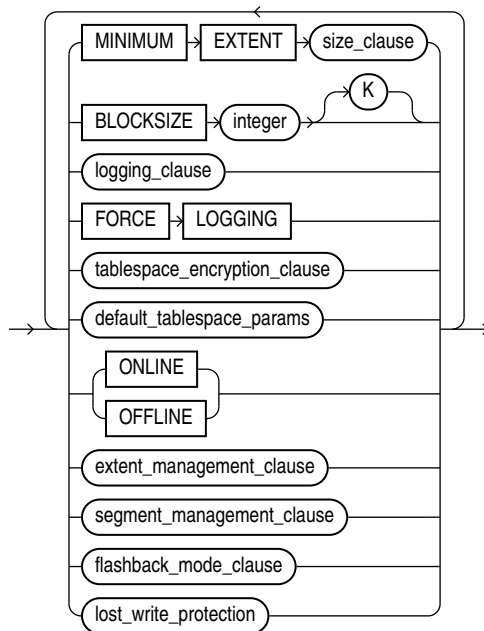 MINIMUM EXTENT size_clause
K
BLOCKSIZE integer
logging_clause
FORCE LOGGING
tablespace_encryption_clause
default_tablespace_params
ONLINE
OFFLINE
extent_management_clause
segment_management_clause
flashback_mode_clause
lost_write_protection